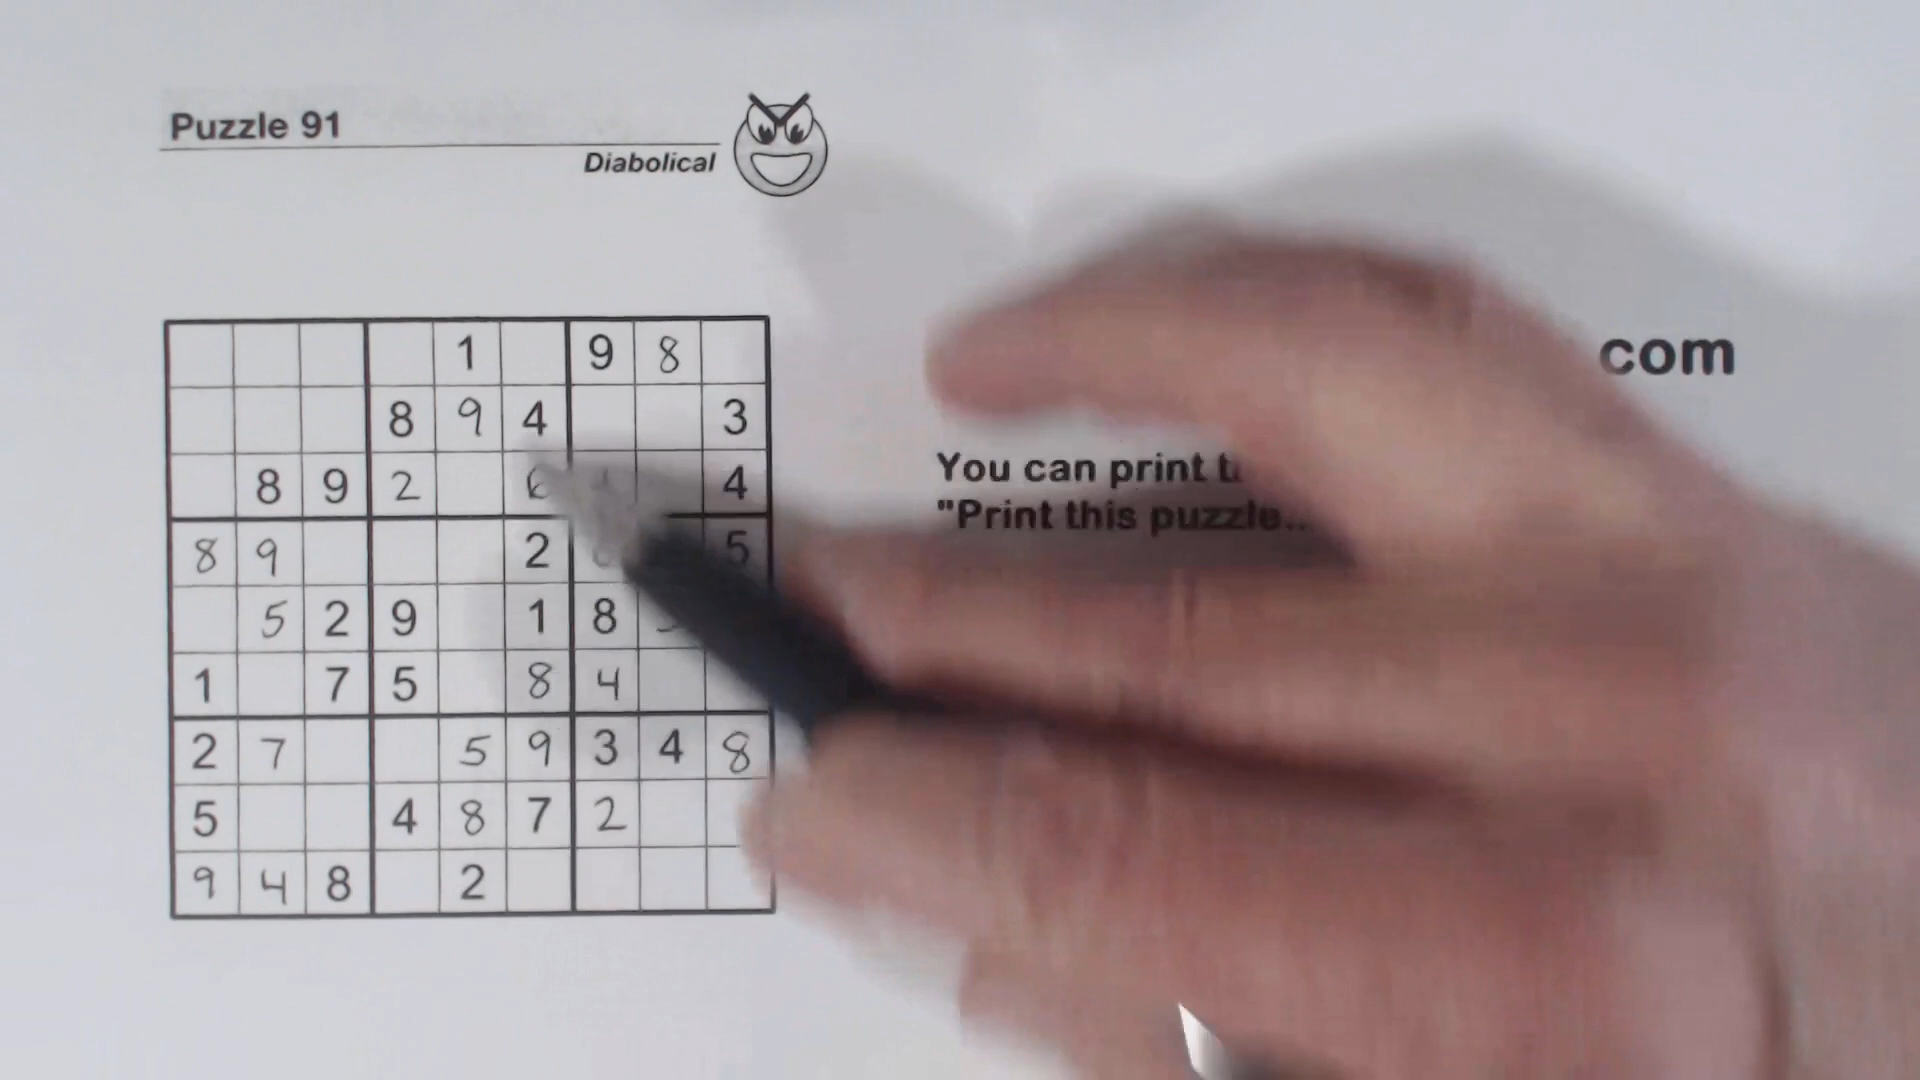 Puzzle 91
Diabolical
1 9 8
8 9 4 3
8 9 2 6 4
8 9 2 5
5 2 9 1 8
1 7 5 8 4
2 7 5 9 3 4 8
5 4 8 7 2
9 4 8 2
com
You can print
"Print this puzzle..